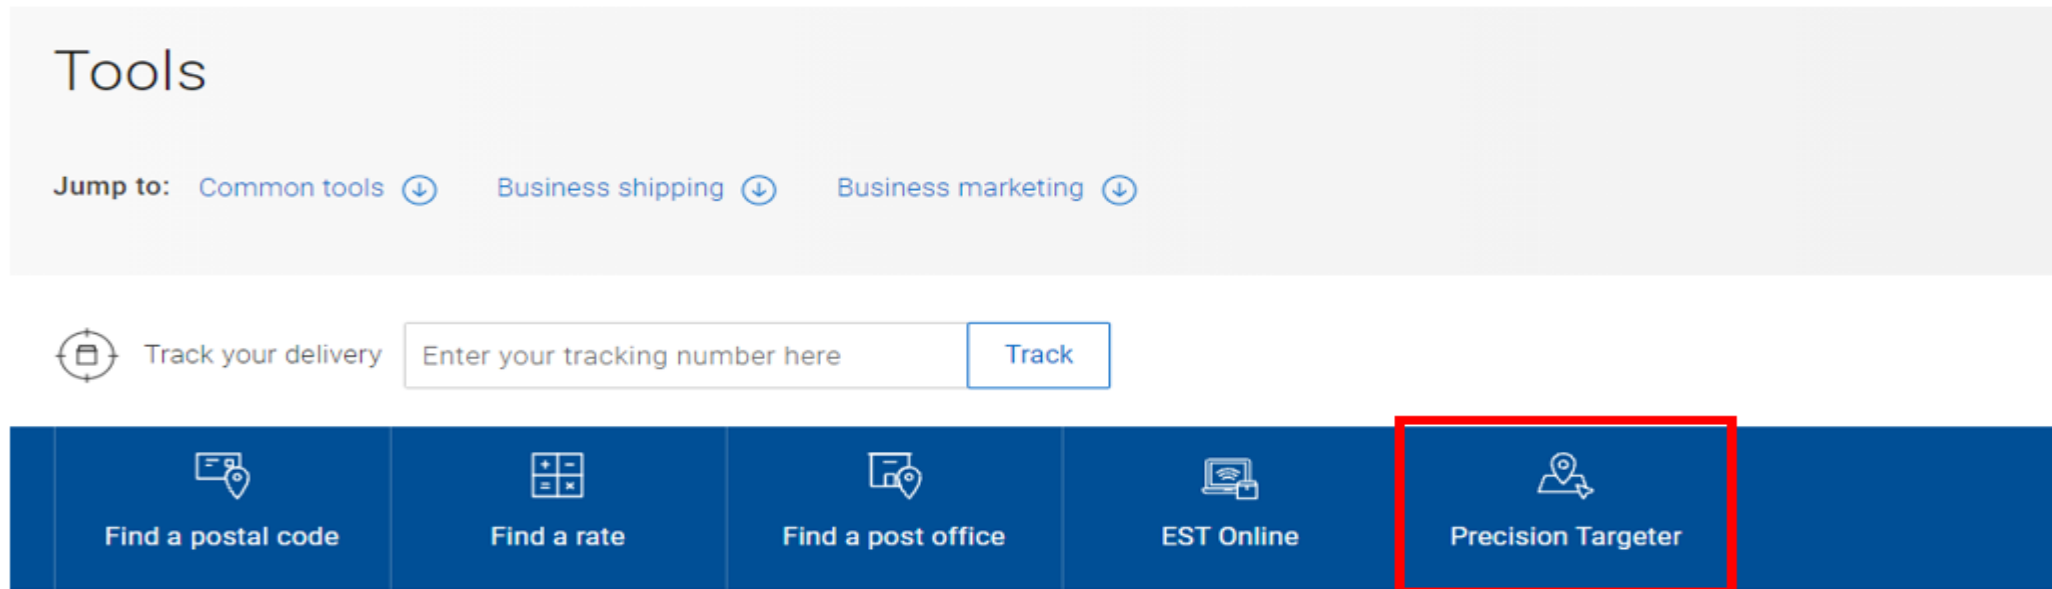 Tools
Jump to: Common tools Business shipping Business marketing
Track your delivery Enter your tracking number here Track
Find a postal code Find a rate Find a post office EST Online Precision Targeter